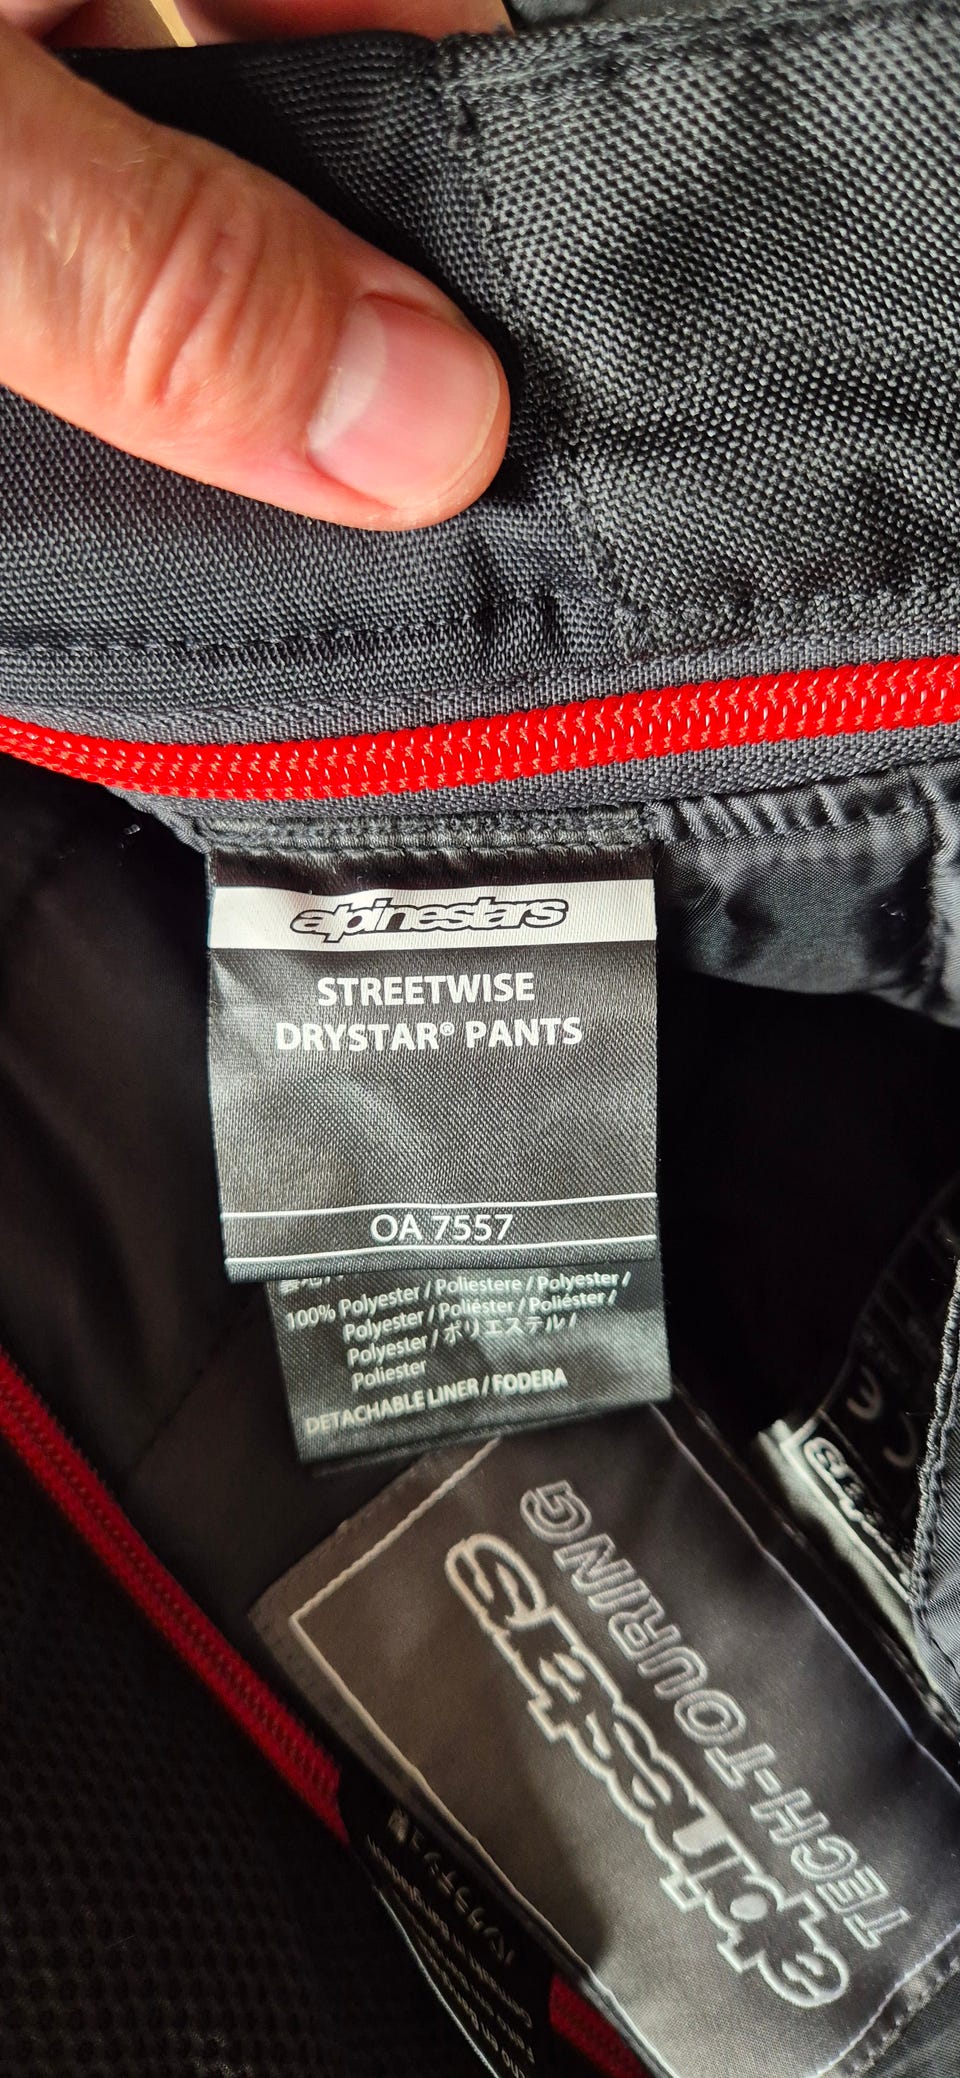 alpinestars
STREETWISE
DRYSTAR® PANTS
OA 7557
100% Polyester / Poliestere / Polyester /
Polyester / Poliéster / Poliéster /
Polyester / ポリエステル /
Poliester
DETACHABLE LINER / FODERA
alpinestars
TECH-TOURING